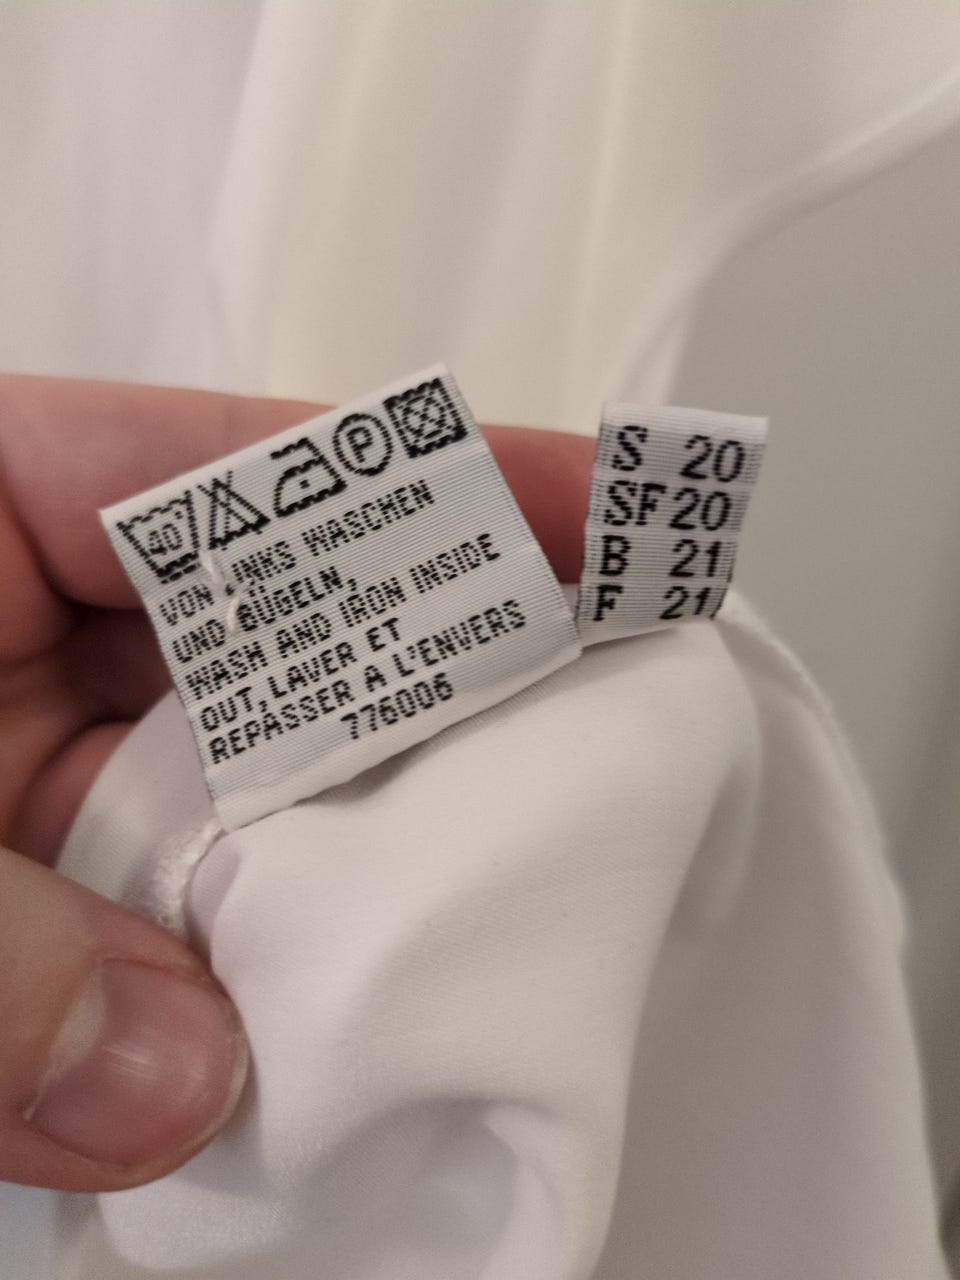 40°
P
VON LINKS WASCHEN
UND BÜGELN,
WASH AND IRON INSIDE
OUT, LAVER ET
REPASSER A L'ENVERS
776006
S 20
SF 20
B 21
F 21